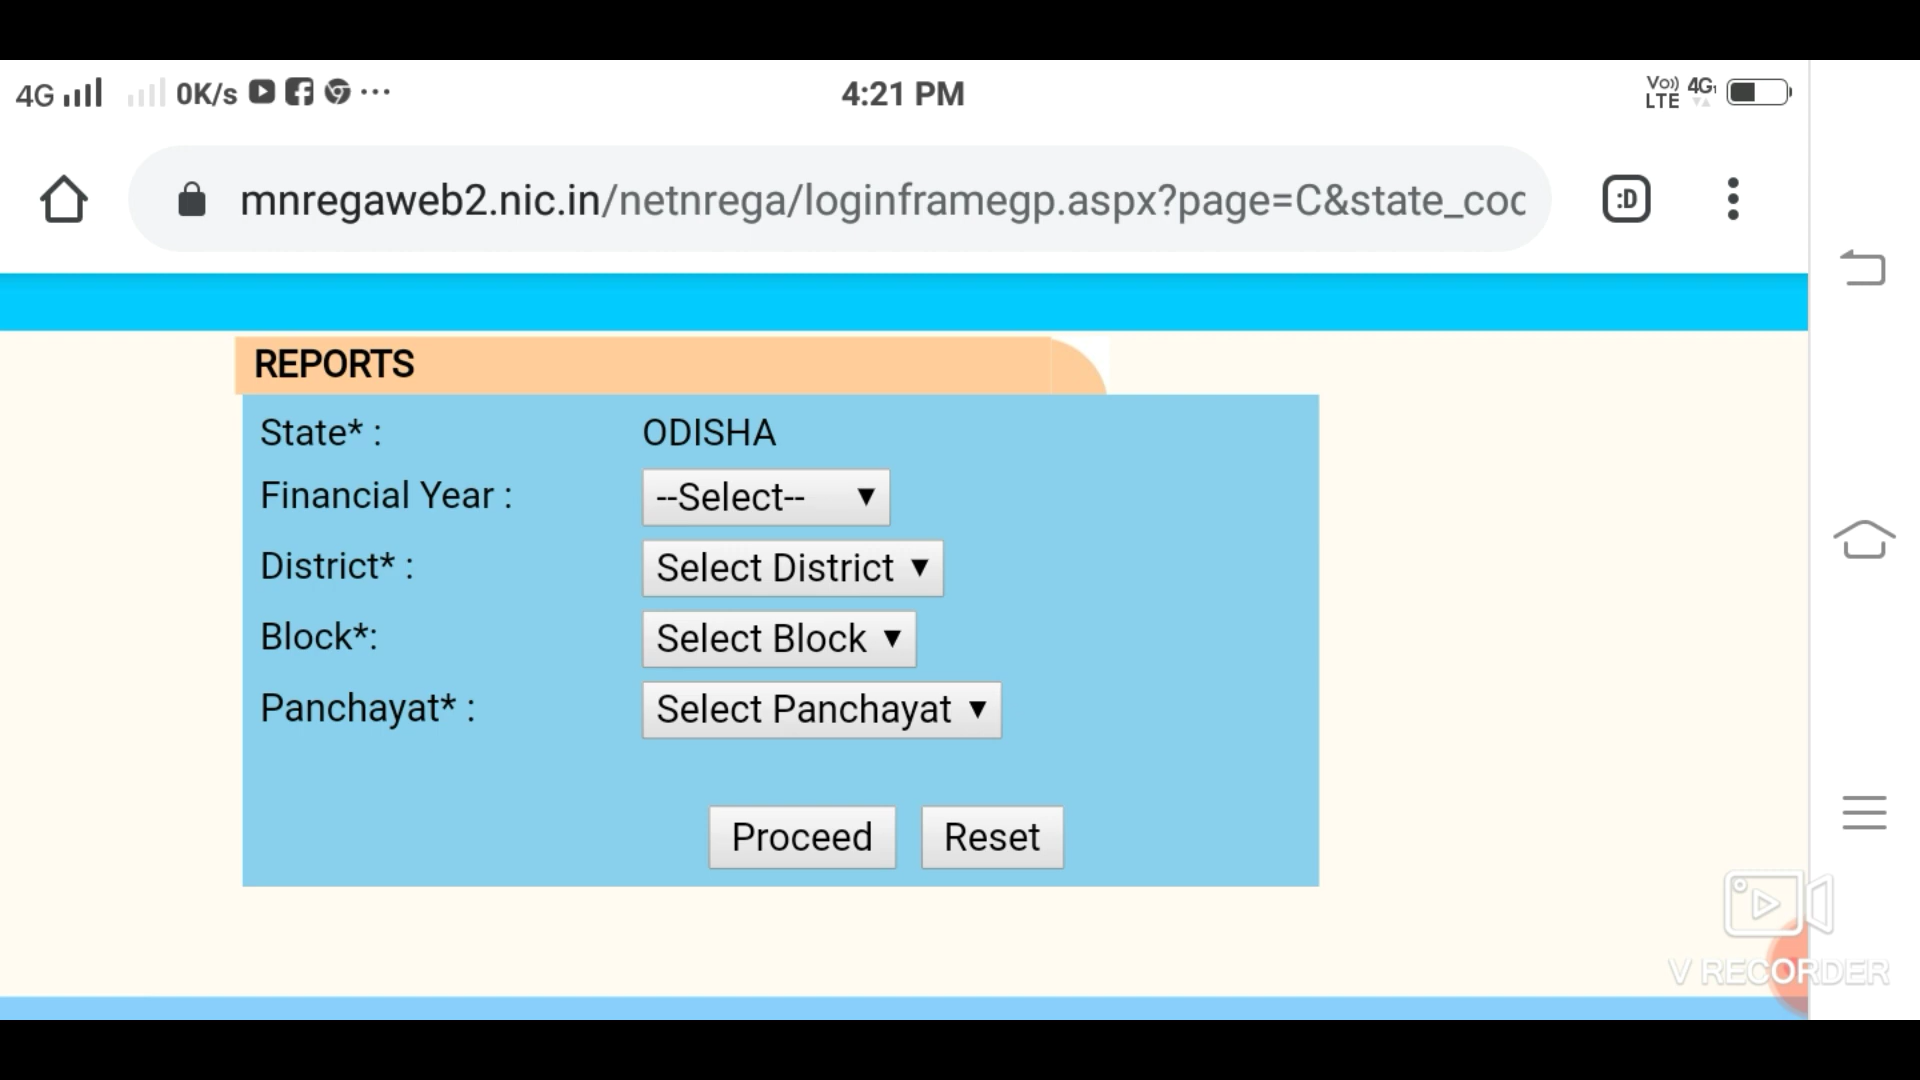 4G 0K/s 4:21 PM Vo)) LTE 4G
mnregaweb2.nic.in/netnrega/loginframegp.aspx?page=C&state_coc
:D
REPORTS
State* : ODISHA
Financial Year : --Select--
District* : Select District
Block*: Select Block
Panchayat* : Select Panchayat
Proceed Reset
V RECORDER